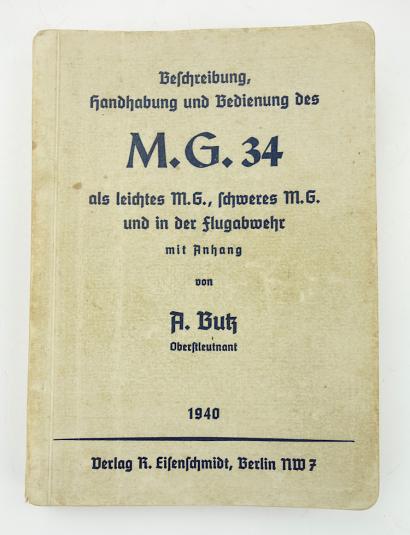 Beschreibung,
Handhabung und Bedienung des
M.G. 34
als leichtes M.G., schweres M.G.
und in der Flugabwehr
mit Anhang
von
A. Butz
Oberstleutnant
1940
Verlag R. Eisenschmidt, Berlin NW 7